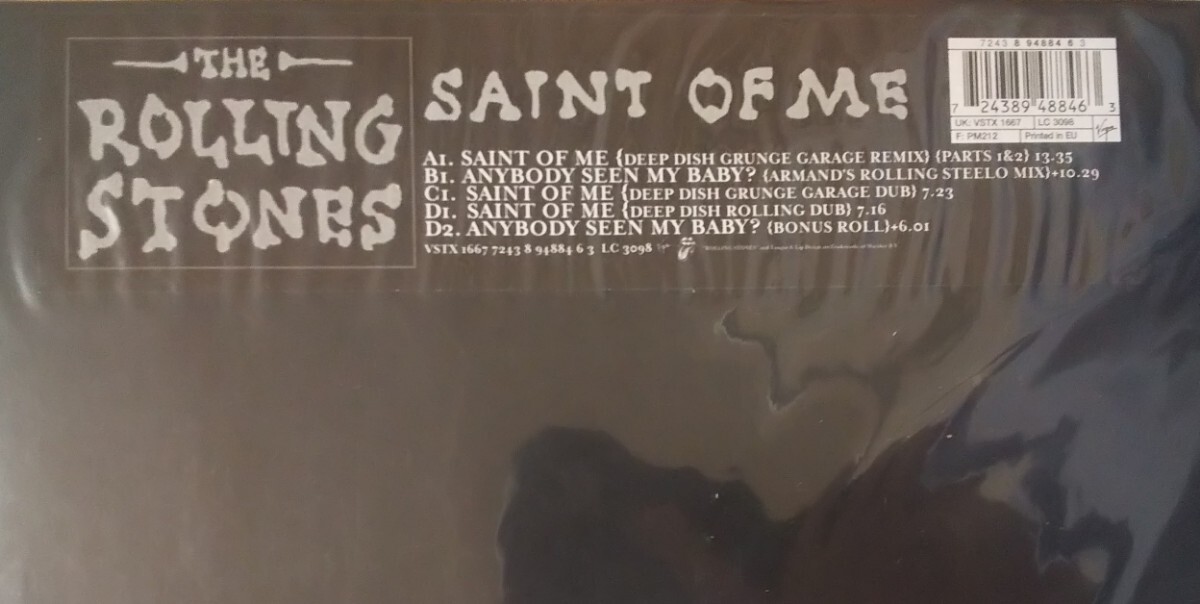 THE
ROLLING
STONES
SAINT OF ME
7243 8 94884 6 3
7 24389 48846 3
UK: VSTX 1667 LC 3098
F: PM212 Printed in EU
A1. SAINT OF ME {DEEP DISH GRUNGE GARAGE REMIX} {PARTS 1&2} 13.35
B1. ANYBODY SEEN MY BABY? {ARMAND'S ROLLING STEELO MIX}+10.29
C1. SAINT OF ME {DEEP DISH GRUNGE GARAGE DUB} 7.23
D1. SAINT OF ME {DEEP DISH ROLLING DUB} 7.16
D2. ANYBODY SEEN MY BABY? {BONUS ROLL}+6.01
VSTX 1667 7243 8 94884 6 3 LC 3098